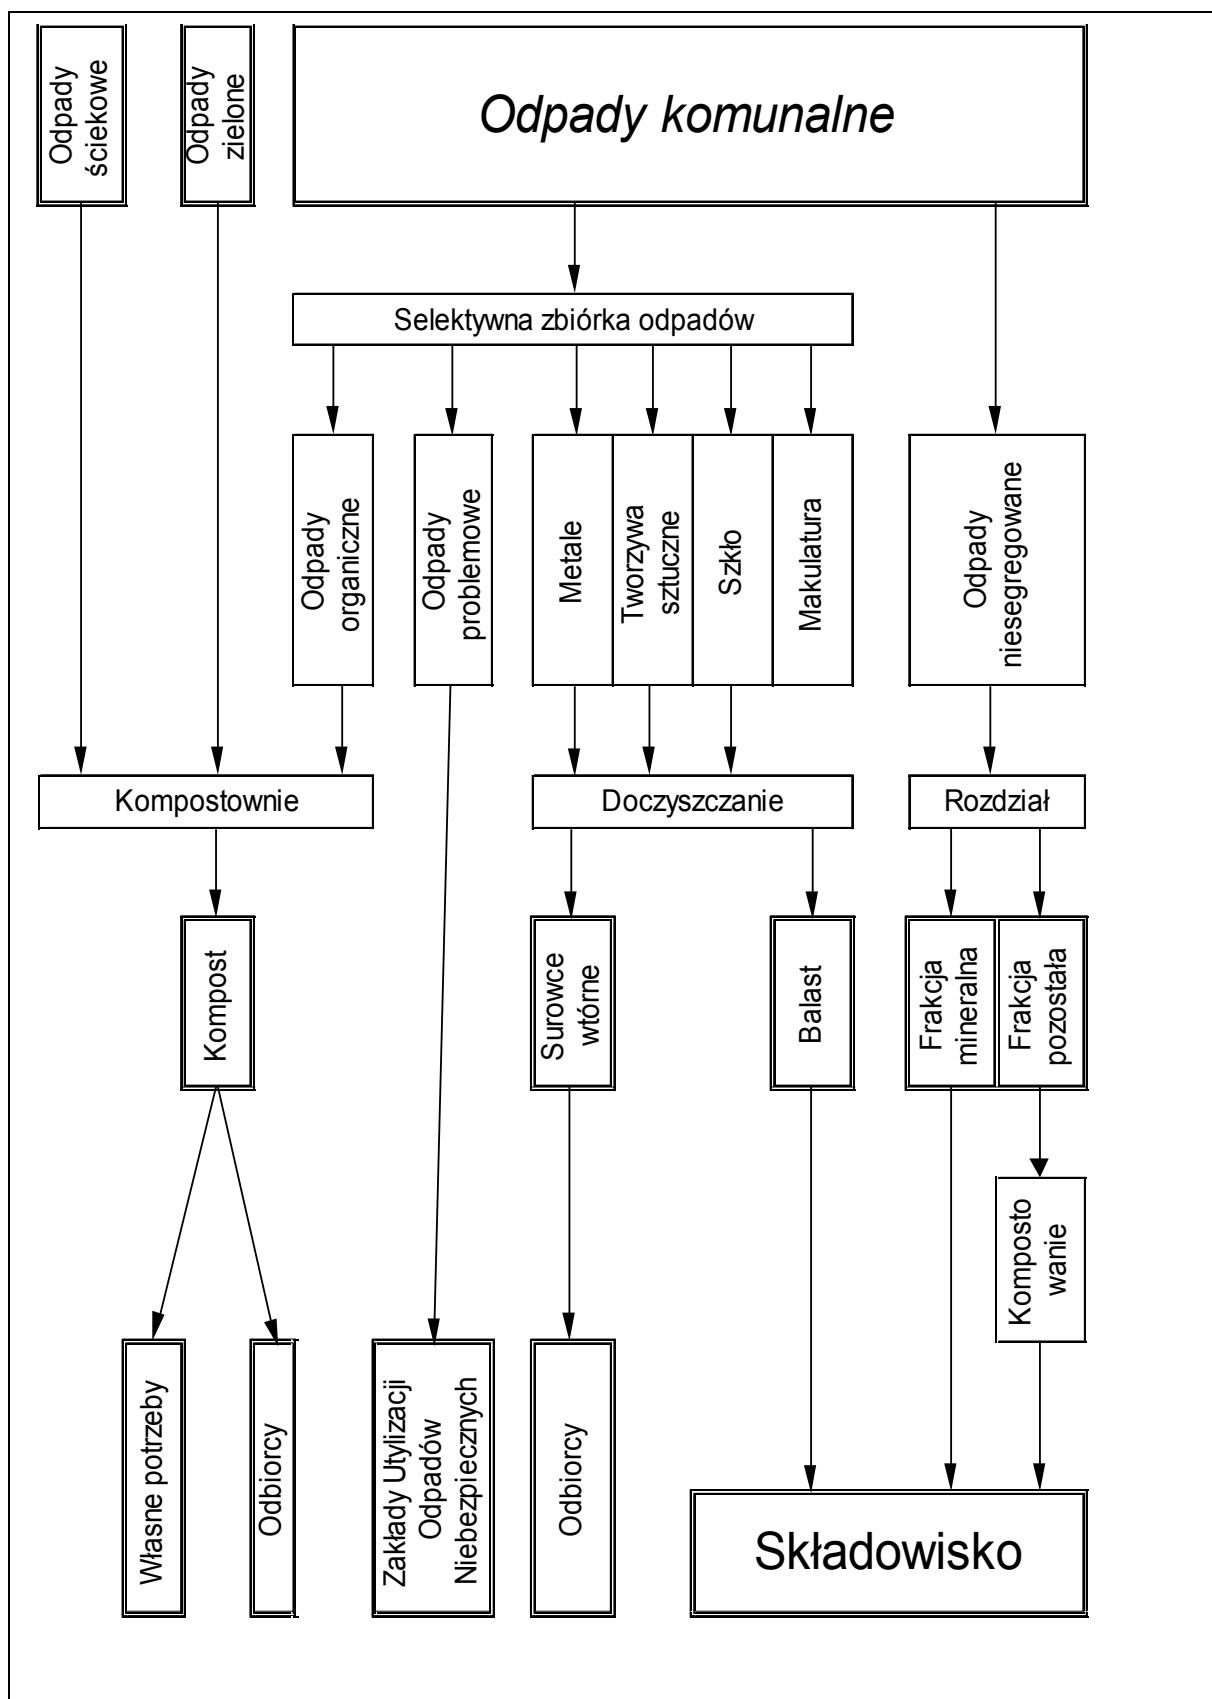 Odpady
ściekowe
Odpady
zielone
Odpady komunalne
Selektywna zbiórka odpadów
Odpady
organiczne
Odpady
problemowe
Metale
Tworzywa
sztuczne
Szkło
Makulatura
Odpady
niesegregowane
Kompostownie
Doczyszczanie
Rozdział
Kompost
Surowce
wtórne
Balast
Frakcja
mineralna
Frakcja
pozostała
Komposto
wanie
Własne potrzeby
Odbiorcy
Zakłady Utylizacji
Odpadów
Niebezpiecznych
Odbiorcy
Składowisko